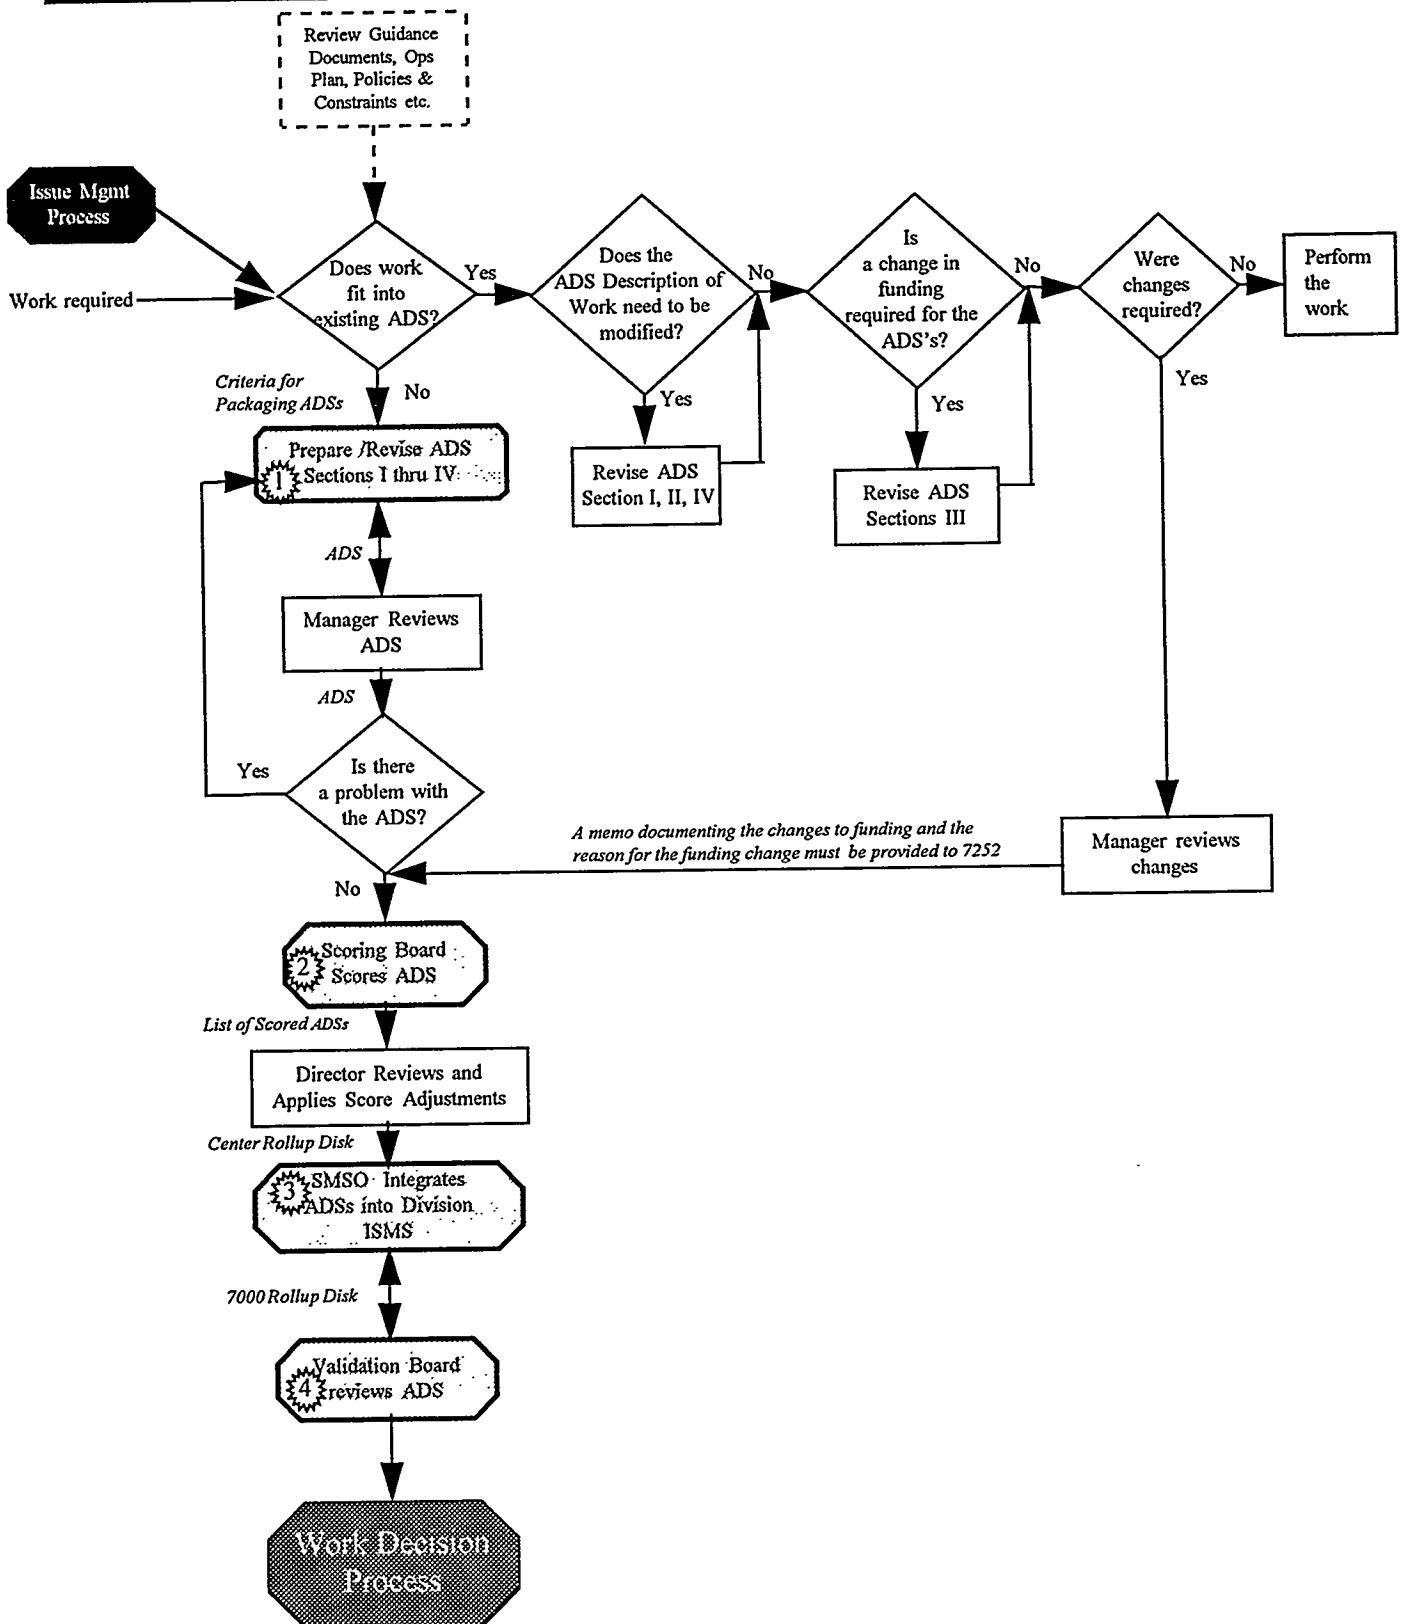 Review Guidance
Documents, Ops
Plan, Policies &
Constraints etc.
Issue Mgmt
Process
Work required
Does work
fit into
existing ADS?
Yes
Does the
ADS Description of
Work need to be
modified?
No
Is
a change in
funding
required for the
ADS's?
No
Were
changes
required?
No
Perform
the
work
Criteria for
Packaging ADSs
No
Yes
Yes
Yes
Prepare /Revise ADS
1
Sections I thru IV
Revise ADS
Section I, II, IV
Revise ADS
Sections III
ADS
Manager Reviews
ADS
ADS
Yes
Is there
a problem with
the ADS?
A memo documenting the changes to funding and the
reason for the funding change must be provided to 7252
Manager reviews
changes
No
2
Scoring Board
Scores ADS
List of Scored ADSs
Director Reviews and
Applies Score Adjustments
Center Rollup Disk
3
SMSO Integrates
ADSs into Division
ISMS
7000 Rollup Disk
Validation Board
4
reviews ADS
Work Decision
Process